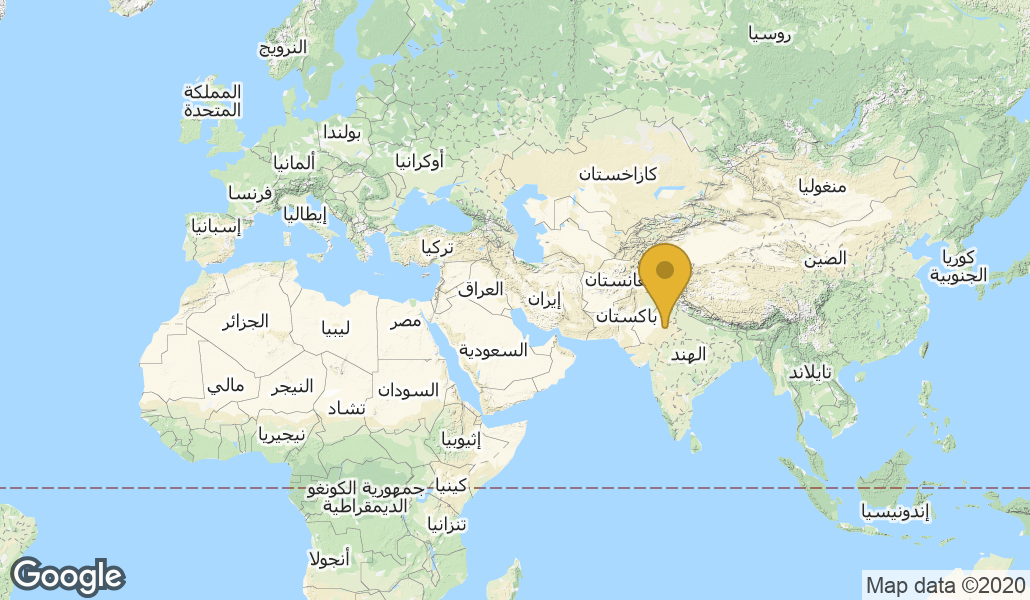 روسيا
النرويج
المملكة
المتحدة
بولندا
ألمانيا
أوكرانيا
كازاخستان
منغوليا
فرنسا
إيطاليا
إسبانيا
تركيا
الصين
كوريا
الجنوبية
العراق
إيران
باكستان
الجزائر
ليبيا
مصر
السعودية
الهند
تايلاند
مالي
النيجر
السودان
تشاد
نيجيريا
إثيوبيا
كينيا
جمهورية الكونغو
الديمقراطية
تنزانيا
إندونيسيا
أنجولا
Google
Map data ©2020